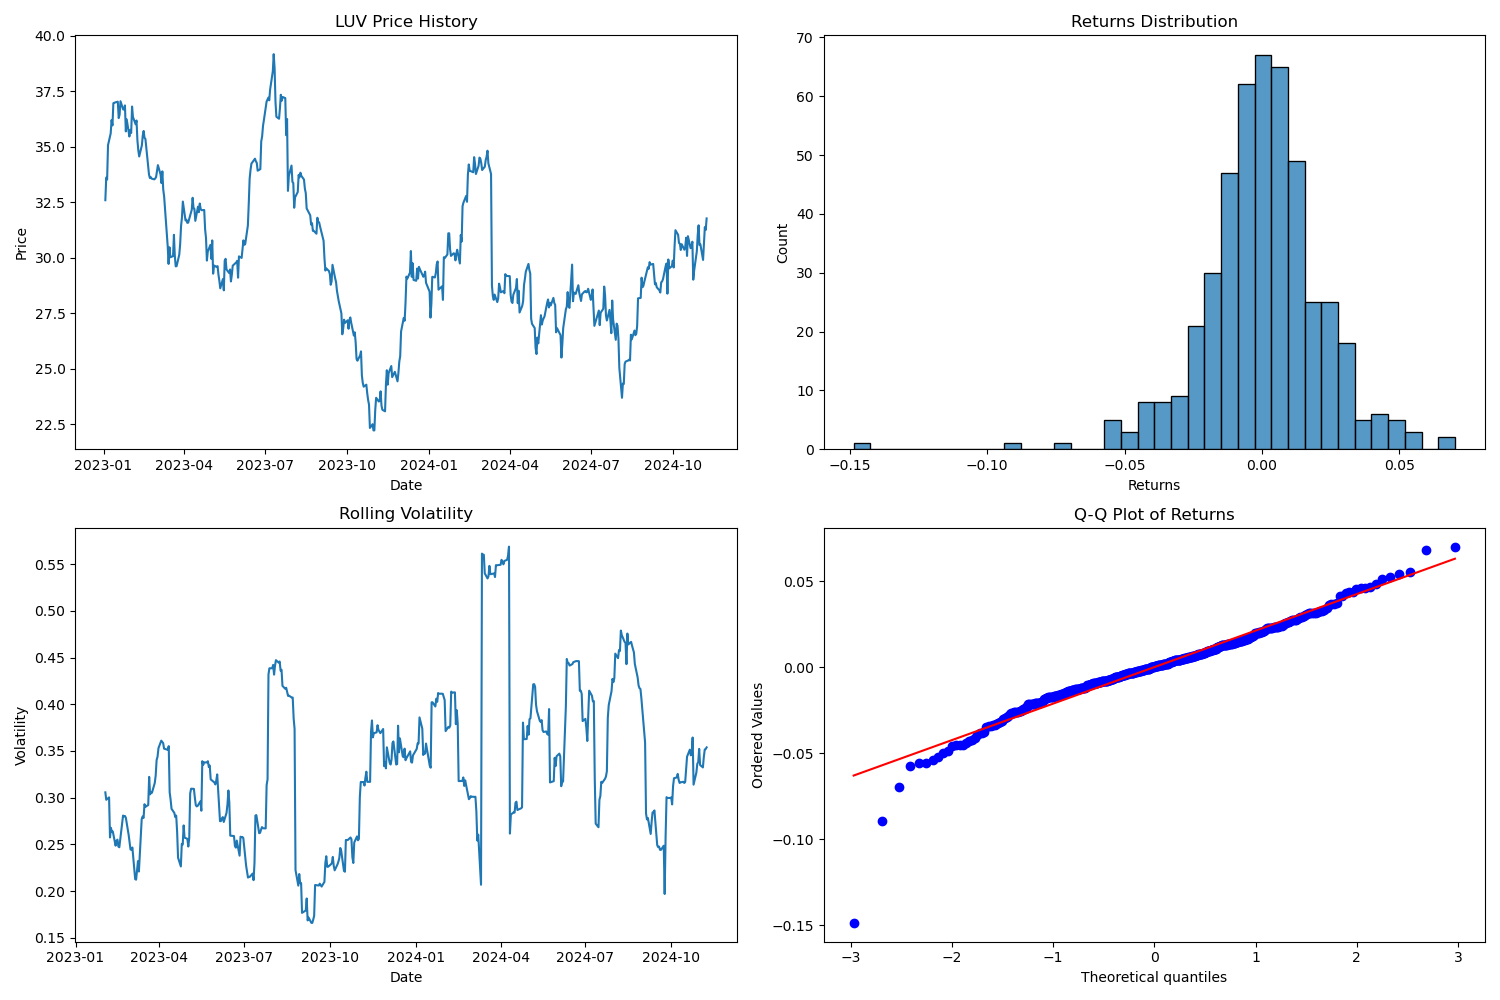 LUV Price History
40.0
37.5
35.0
32.5
30.0
27.5
25.0
22.5
Price
2023-01 2023-04 2023-07 2023-10 2024-01 2024-04 2024-07 2024-10
Date
Returns Distribution
70
60
50
40
30
20
10
0
Count
−0.15 −0.10 −0.05 0.00 0.05
Returns
Rolling Volatility
0.55
0.50
0.45
0.40
0.35
0.30
0.25
0.20
0.15
Volatility
2023-01 2023-04 2023-07 2023-10 2024-01 2024-04 2024-07 2024-10
Date
Q-Q Plot of Returns
0.05
0.00
−0.05
−0.10
−0.15
Ordered Values
−3 −2 −1 0 1 2 3
Theoretical quantiles